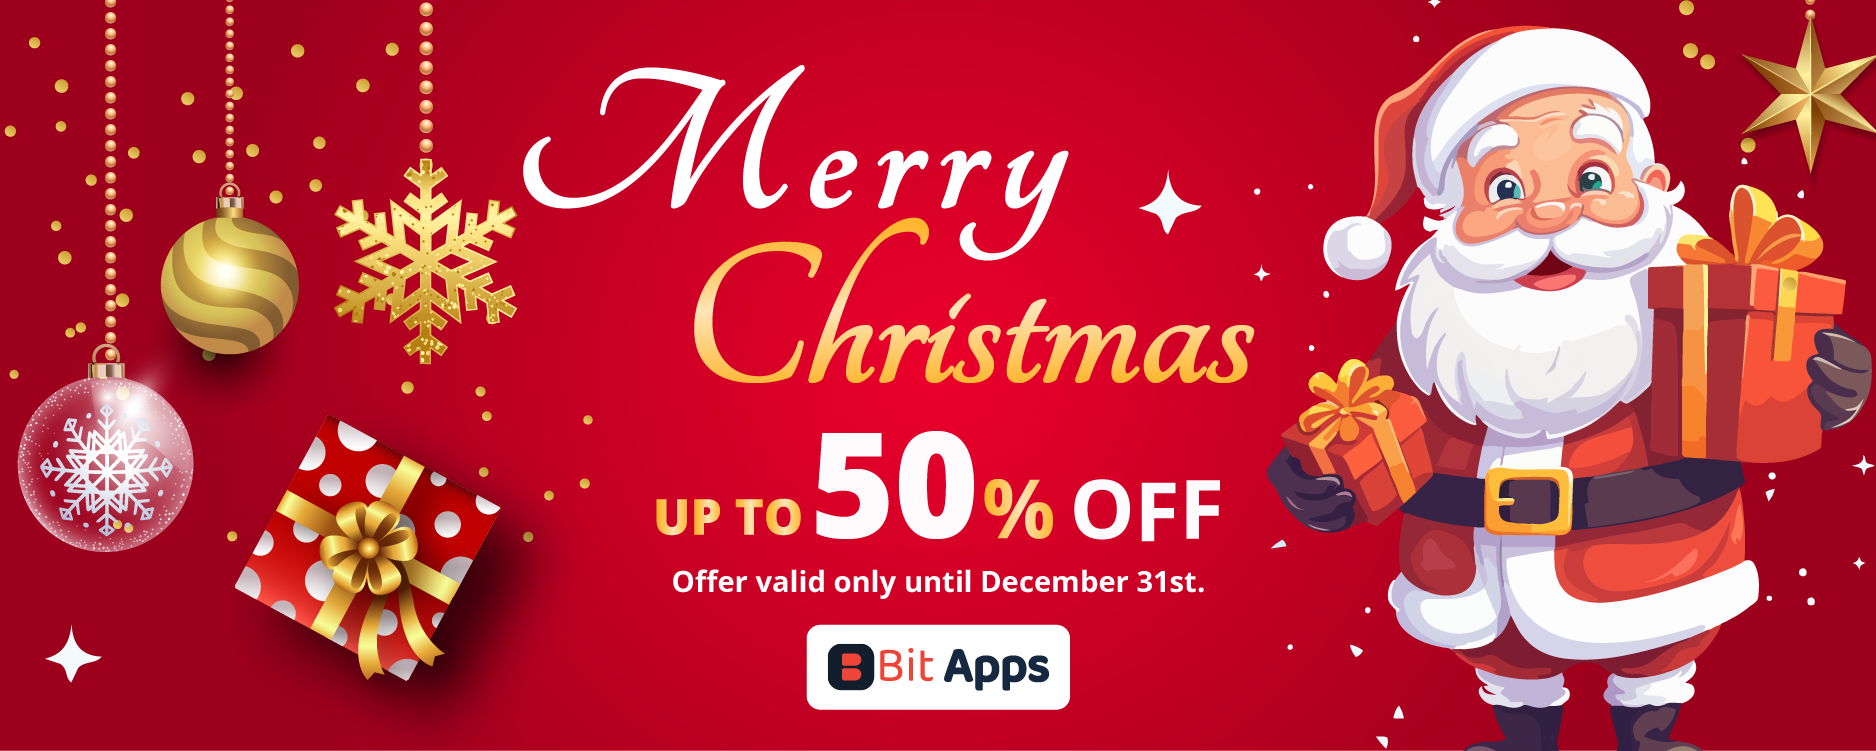 Merry
Christmas
UP TO 50% OFF
Offer valid only until December 31st.
Bit Apps